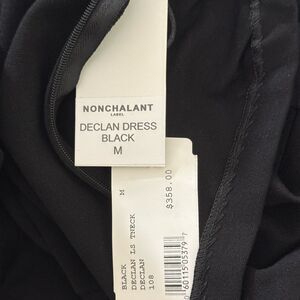 NONCHALANT
LABEL
DECLAN DRESS
BLACK
M
M
$358.00
BLACK
DECLAN LS TNECK
DECLAN
108